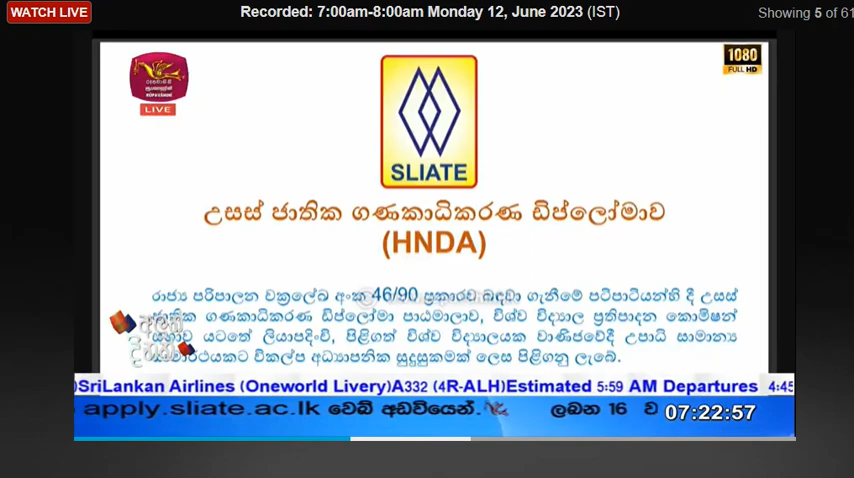 WATCH LIVE
Recorded: 7:00am-8:00am Monday 12, June 2023 (IST)
Showing 5 of 61
1080
FULL HD
LIVE
SLIATE
උසස් ජාතික ගණකාධිකරණ ඩිප්ලෝමාව
(HNDA)
රාජ්‍ය පරිපාලන චක්‍රලේඛ අංක 46/90 ප්‍රකාරව බඳවා ගැනීමේ පටිපාටියන්හි දී උසස්
ජාතික ගණකාධිකරණ ඩිප්ලෝමා පාඨමාලාව, විශ්ව විද්‍යාල ප්‍රතිපාදන කොමිෂන්
සභාව යටතේ ලියාපදිංචි, පිළිගත් විශ්ව විද්‍යාලයක වාණිජවේදී උපාධි සාමාන්‍ය
විකල්ප අධ්‍යාපනික සුදුසුකමක් ලෙස පිළිගනු ලැබේ.
)SriLankan Airlines (Oneworld Livery)A332 (4R-ALH)Estimated 5:59 AM Departures 4:45
apply.sliate.ac.lk වෙබ් අඩවියෙන්. ලබන 16 ව 07:22:57